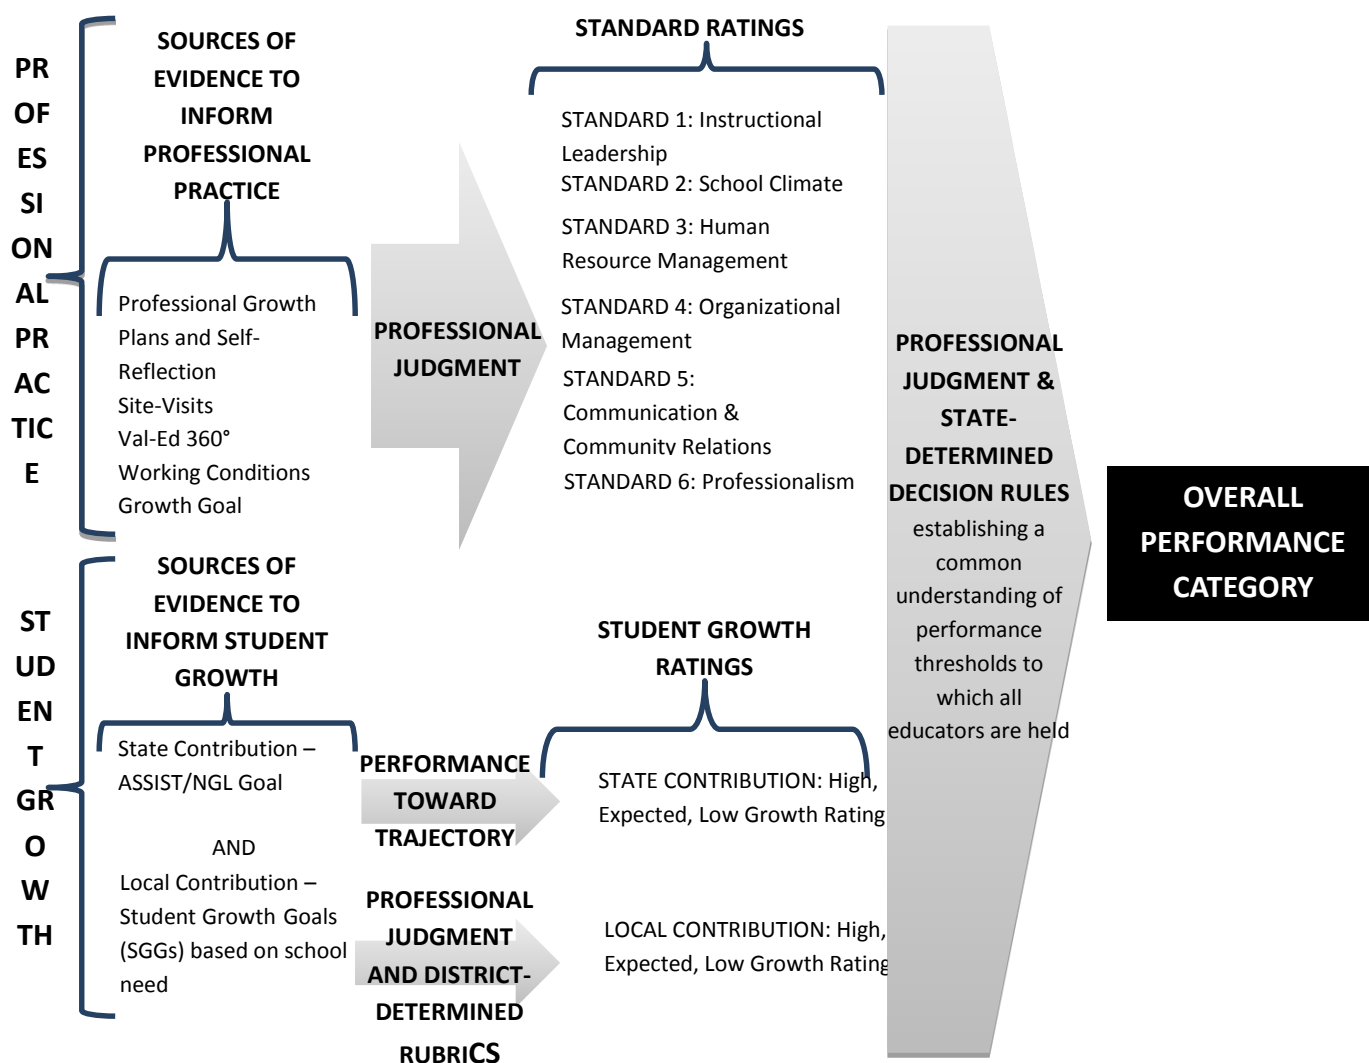 PR
OF
ES
SI
ON
AL
PR
AC
TIC
E
SOURCES OF
EVIDENCE TO
INFORM
PROFESSIONAL
PRACTICE
Professional Growth
Plans and Self-
Reflection
Site-Visits
Val-Ed 360°
Working Conditions
Growth Goal
PROFESSIONAL
JUDGMENT
STANDARD RATINGS
STANDARD 1: Instructional
Leadership
STANDARD 2: School Climate
STANDARD 3: Human
Resource Management
STANDARD 4: Organizational
Management
STANDARD 5:
Communication &
Community Relations
STANDARD 6: Professionalism
ST
UD
EN
T
GR
O
W
TH
SOURCES OF
EVIDENCE TO
INFORM STUDENT
GROWTH
State Contribution –
ASSIST/NGL Goal
AND
Local Contribution –
Student Growth Goals
(SGGs) based on school
need
PERFORMANCE
TOWARD
TRAJECTORY
PROFESSIONAL
JUDGMENT
AND DISTRICT-
DETERMINED
RUBRICS
STUDENT GROWTH
RATINGS
STATE CONTRIBUTION: High,
Expected, Low Growth Rating
LOCAL CONTRIBUTION: High,
Expected, Low Growth Rating
PROFESSIONAL
JUDGMENT &
STATE-
DETERMINED
DECISION RULES
establishing a
common
understanding of
performance
thresholds to
which all
educators are held
OVERALL
PERFORMANCE
CATEGORY